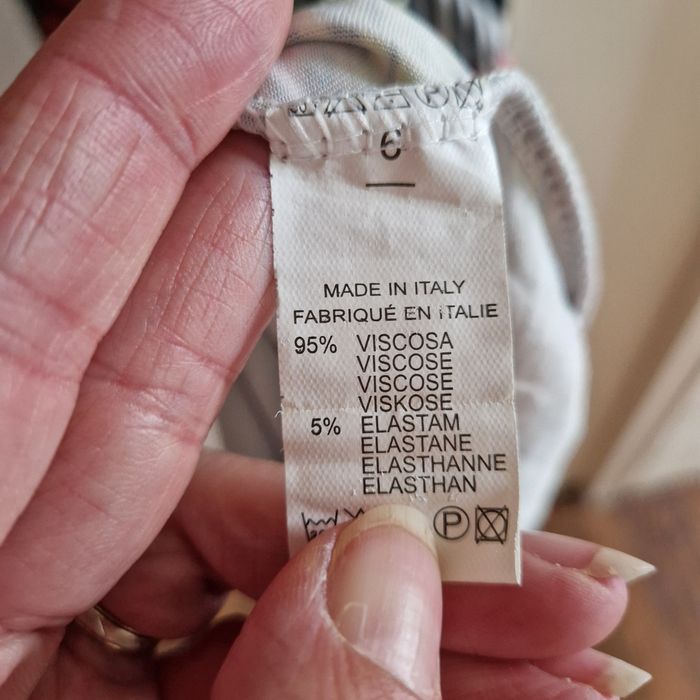 6
MADE IN ITALY
FABRIQUÉ EN ITALIE
95% VISCOSA
VISCOSE
VISCOSE
VISKOSE
5% ELASTAM
ELASTANE
ELASTHANNE
ELASTHAN
P